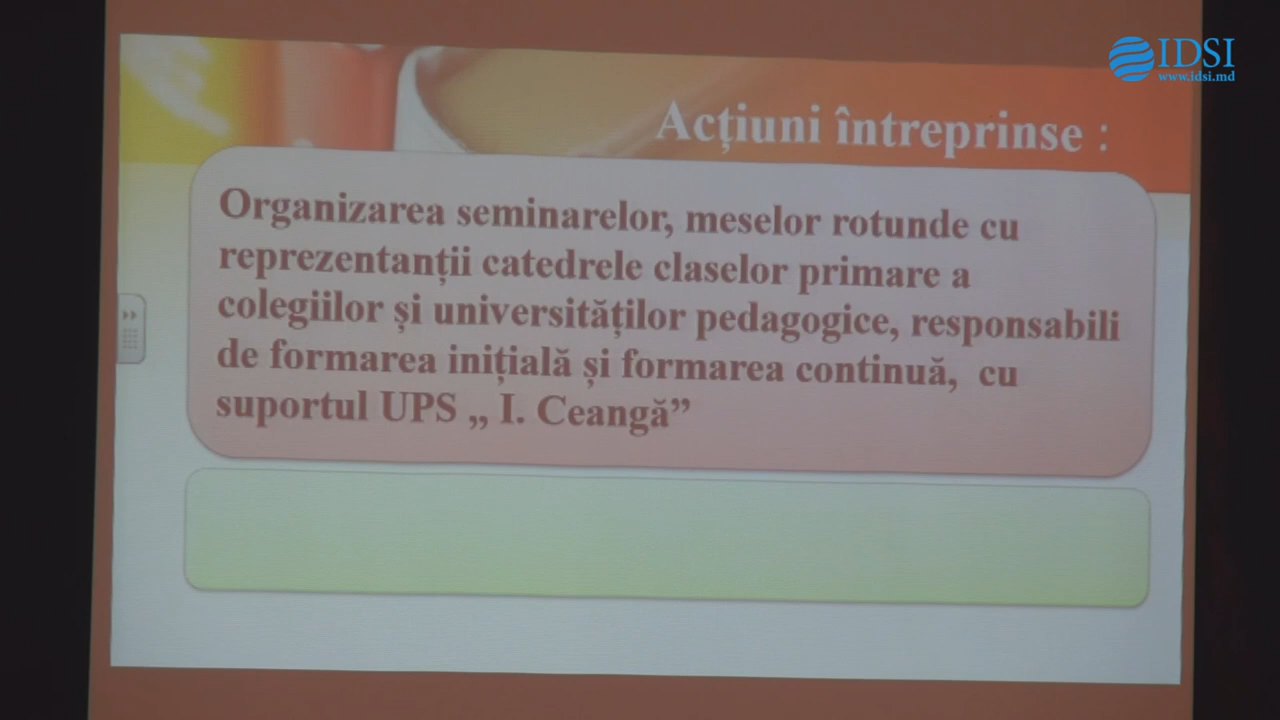 IDSI
www.idsi.md
Acțiuni întreprinse :
Organizarea seminarelor, meselor rotunde cu
reprezentanții catedrele claselor primare a
colegiilor și universităților pedagogice, responsabili
de formarea inițială și formarea continuă,  cu
suportul UPS „ I. Ceangă”